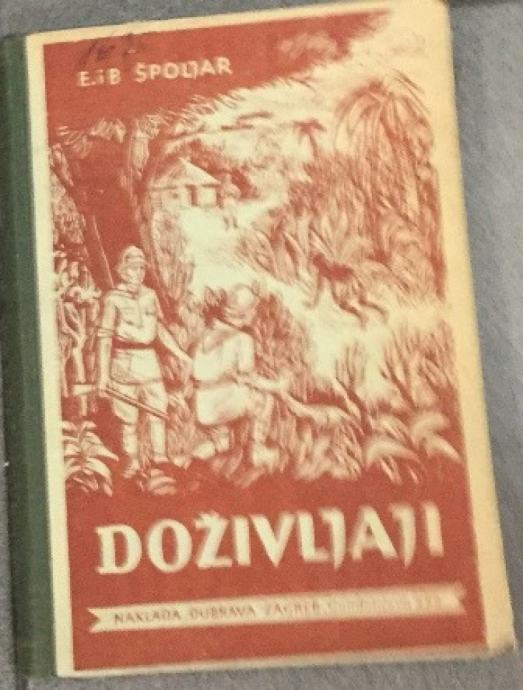 E. i B ŠPOLJAR
DOŽIVLJAJI
NAKLADA DUBRAVA ZAGREB